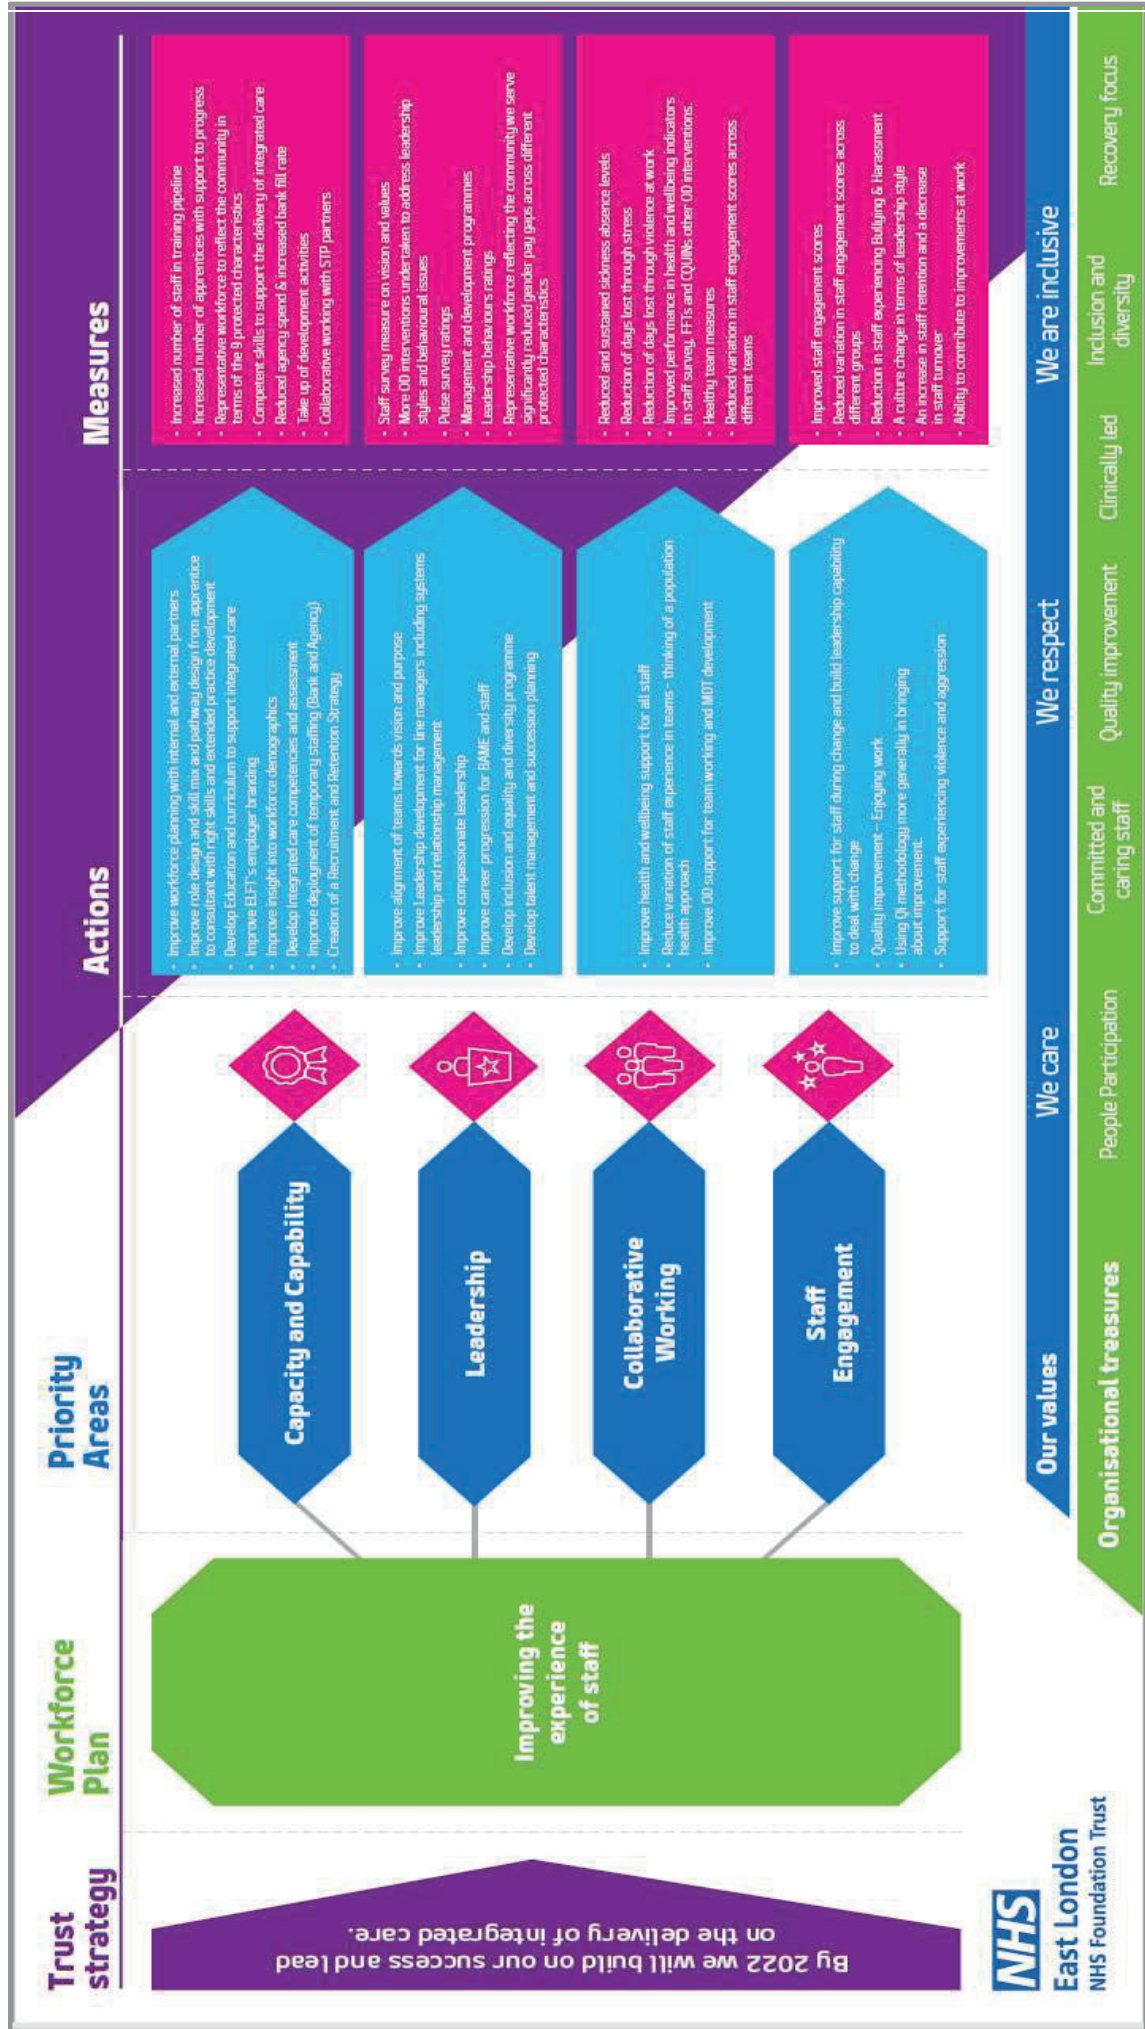 Trust
strategy
Workforce
Plan
Priority
Areas
Actions
Measures
By 2022 we will build on our success and lead
on the delivery of integrated care.
Improving the
experience
of staff
Capacity and Capability
• Improve workforce planning with internal and external partners
• Improve role design and skill mix and pathway design from apprentice
to consultant with right skills and extended practice development
• Develop Education and curriculum to support integrated care
• Improve ELFT's employer branding
• Improve insight into workforce demographics
• Develop Integrated care competencies and assessment
• Improve deployment of temporary staffing (Bank and Agency)
• Creation of a Recruitment and Retention Strategy
• Increased number of staff in training pipeline
• Increased number of apprentices with support to progress
• Representative workforce to reflect the community in
terms of the 9 protected characteristics
• Competent skills to support the delivery of integrated care
• Reduced agency spend & increased bank fill rate
• Take up of development activities
• Collaborative working with STP partners
Leadership
• Improve alignment of teams towards vision and purpose
• Improve Leadership development for line managers including systems
leadership and relationship management
• Improve compassionate leadership
• Improve career progression for BAME and staff
• Develop inclusion and equality and diversity programme
• Develop talent management and succession planning
• Staff survey measure on vision and values
• More OD interventions undertaken to address leadership
styles and behavioural issues
• Pulse survey ratings
• Management and development programmes
• Leadership behaviours ratings
• Representative workforce reflecting the community we serve
significantly reduced gender pay gaps across different
protected characteristics
Collaborative
Working
• Improve health and wellbeing support for all staff
• Reduce variation of staff experience in teams - thinking of a population
health approach
• Improve OD support for team working and MDT development
• Reduced and sustained sickness absence levels
• Reduction of days lost through stress
• Reduction of days lost through violence at work
• Improved performance in health and wellbeing indicators
in staff survey, FFTs and CQUINs other OD interventions.
• Healthy team measures
• Reduced variation in staff engagement scores across
different teams
Staff
Engagement
• Improve support for staff during change and build leadership capability
to deal with change
• Quality improvement – Enjoying work
• Using QI methodology more generally in bringing
about improvement.
• Support for staff experiencing violence and aggression
• Improved staff engagement scores
• Reduced variation in staff engagement scores across
different groups
• Reduction in staff experiencing Bullying & Harassment
• A culture change in terms of leadership style
• An increase in staff retention and a decrease
in staff turnover
• Ability to contribute to improvements at work
Our values
We care
We respect
We are inclusive
Organisational treasures
People Participation
Committed and
caring staff
Quality improvement
Clinically led
Inclusion and
diversity
Recovery focus
NHS
East London
NHS Foundation Trust